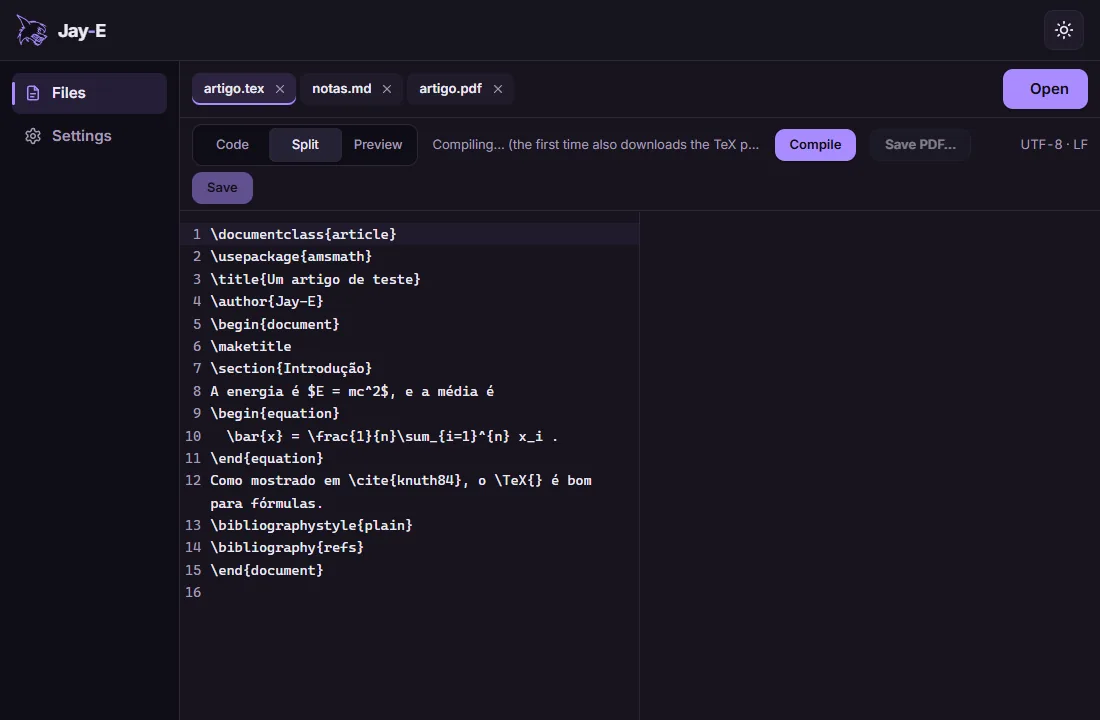 Jay-E
Files
Settings
artigo.tex
notas.md
artigo.pdf
Open
Code
Split
Preview
Compiling... (the first time also downloads the TeX p...
Compile
Save PDF...
UTF-8 · LF
Save
1 \documentclass{article}
2 \usepackage{amsmath}
3 \title{Um artigo de teste}
4 \author{Jay-E}
5 \begin{document}
6 \maketitle
7 \section{Introdução}
8 A energia é $E = mc^2$, e a média é
9 \begin{equation}
10   \bar{x} = \frac{1}{n}\sum_{i=1}^{n} x_i .
11 \end{equation}
12 Como mostrado em \cite{knuth84}, o \TeX{} é bom
para fórmulas.
13 \bibliographystyle{plain}
14 \bibliography{refs}
15 \end{document}
16